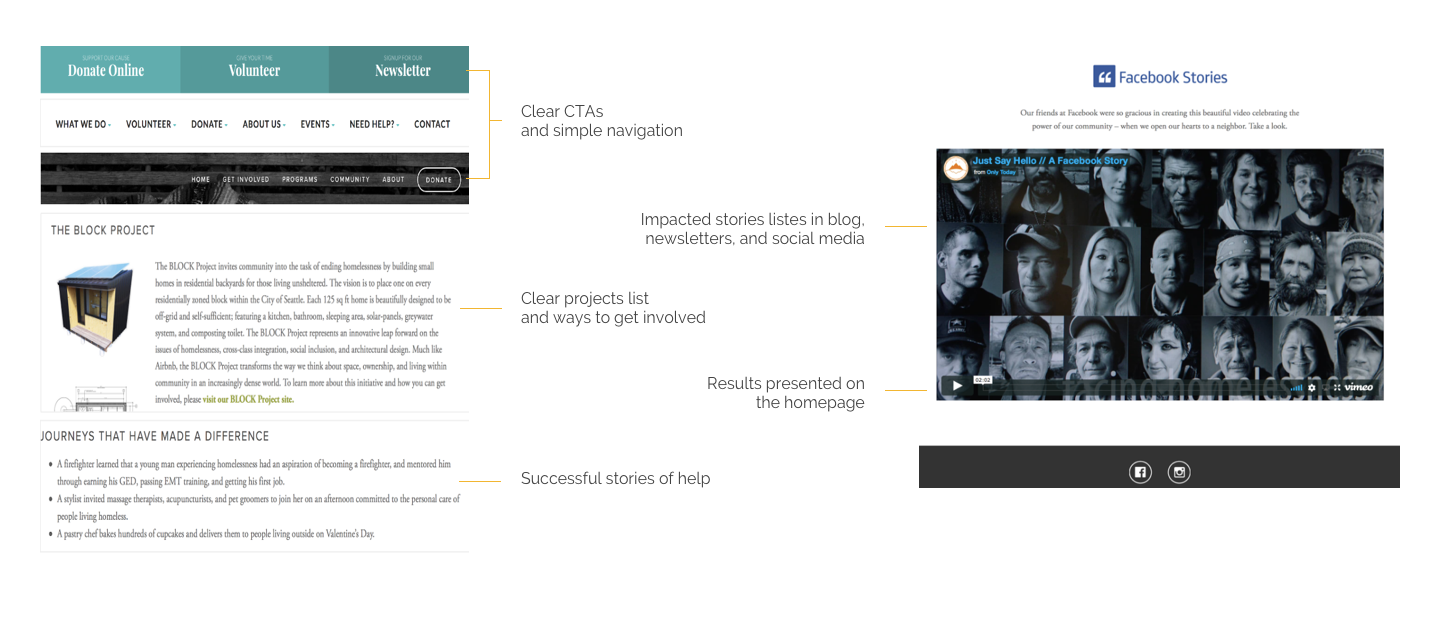 SUPPORT OUR CAUSE
Donate Online
GIVE YOUR TIME
Volunteer
SIGNUP FOR OUR
Newsletter
WHAT WE DO
VOLUNTEER
DONATE
ABOUT US
EVENTS
NEED HELP?
CONTACT
HOME
GET INVOLVED
PROGRAMS
COMMUNITY
ABOUT
DONATE
THE BLOCK PROJECT
The BLOCK Project invites community into the task of ending homelessness by building small
homes in residential backyards for those living unsheltered. The vision is to place one on every
residentially zoned block within the City of Seattle. Each 125 sq ft home is beautifully designed to be
off-grid and self-sufficient; featuring a kitchen, bathroom, sleeping area, solar-panels, greywater
system, and composting toilet. The BLOCK Project represents an innovative leap forward on the
issues of homelessness, cross-class integration, social inclusion, and architectural design. Much like
Airbnb, the BLOCK Project transforms the way we think about space, ownership, and living within
community in an increasingly dense world. To learn more about this initiative and how you can get
involved, please visit our BLOCK Project site.
JOURNEYS THAT HAVE MADE A DIFFERENCE
• A firefighter learned that a young man experiencing homelessness had an aspiration of becoming a firefighter, and mentored him
through earning his GED, passing EMT training, and getting his first job.
• A stylist invited massage therapists, acupuncturists, and pet groomers to join her on an afternoon committed to the personal care of
people living homeless.
• A pastry chef bakes hundreds of cupcakes and delivers them to people living outside on Valentine's Day.
Clear CTAs
and simple navigation
Impacted stories listes in blog,
newsletters, and social media
Clear projects list
and ways to get involved
Results presented on
the homepage
Successful stories of help
Facebook Stories
Our friends at Facebook were so gracious in creating this beautiful video celebrating the
power of our community – when we open our hearts to a neighbor. Take a look.
Just Say Hello // A Facebook Story
from Only Today
02:02
facing homelessness
vimeo